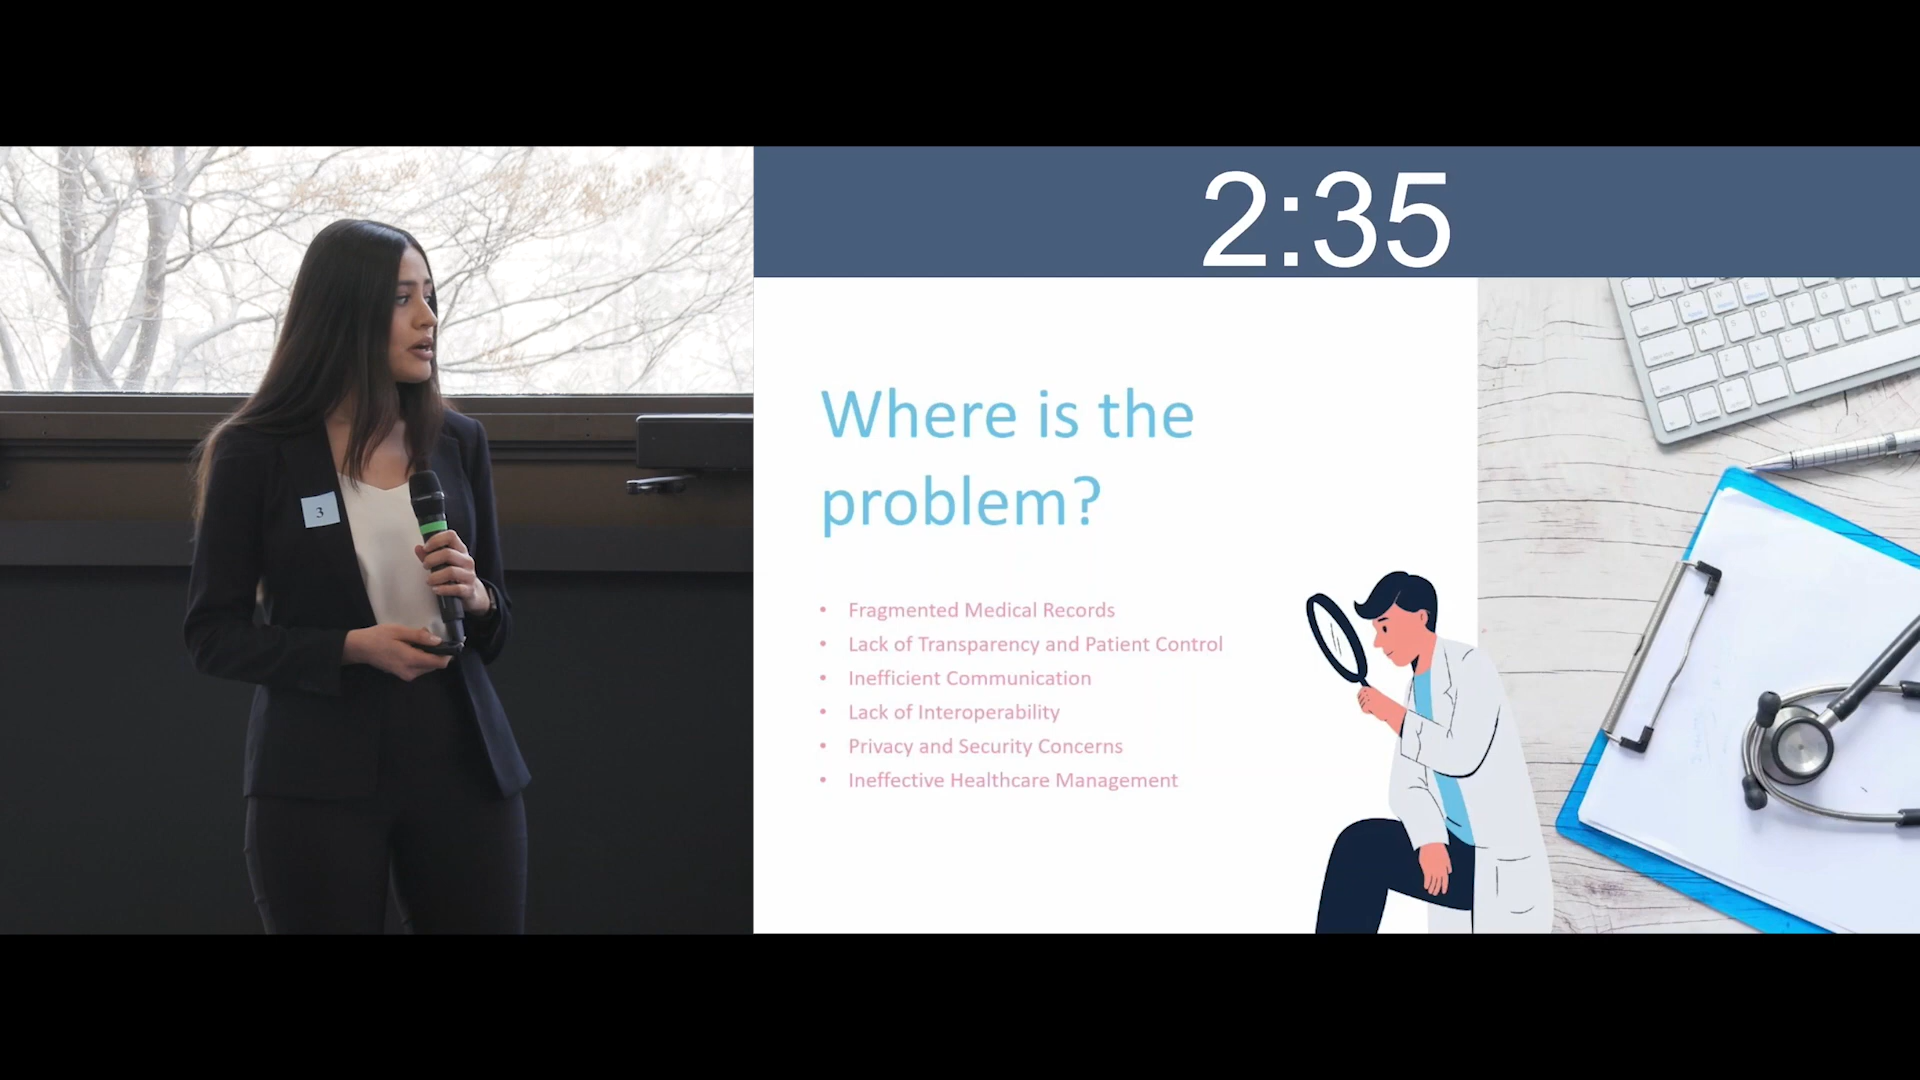 3
2:35
Where is the
problem?
• Fragmented Medical Records
• Lack of Transparency and Patient Control
• Inefficient Communication
• Lack of Interoperability
• Privacy and Security Concerns
• Ineffective Healthcare Management